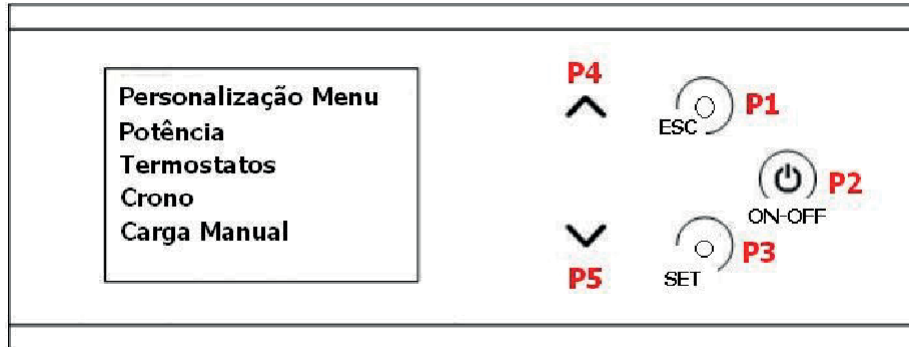 Personalização Menu
Potência
Termostatos
Crono
Carga Manual
P4
ESC
P1
P2
ON-OFF
P3
SET
P5